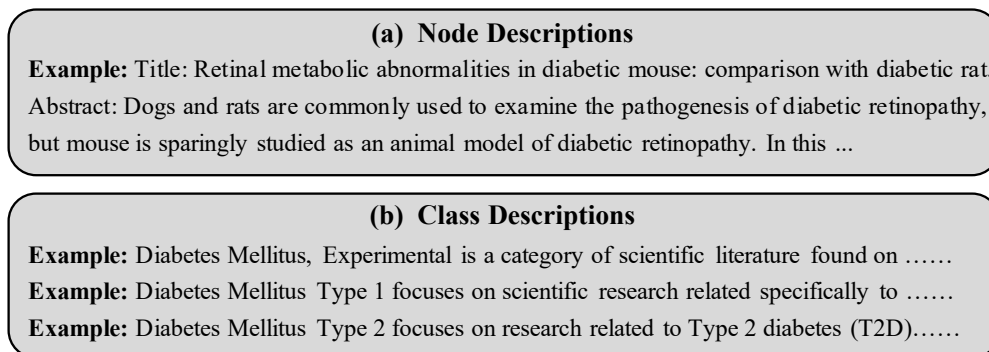 (a) Node Descriptions
Example: Title: Retinal metabolic abnormalities in diabetic mouse: comparison with diabetic rat.
Abstract: Dogs and rats are commonly used to examine the pathogenesis of diabetic retinopathy,
but mouse is sparingly studied as an animal model of diabetic retinopathy. In this ...
(b) Class Descriptions
Example: Diabetes Mellitus, Experimental is a category of scientific literature found on ……
Example: Diabetes Mellitus Type 1 focuses on scientific research related specifically to ……
Example: Diabetes Mellitus Type 2 focuses on research related to Type 2 diabetes (T2D)……